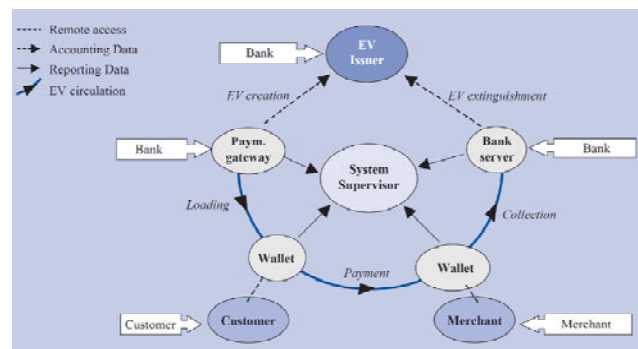 Remote access
Accounting Data
Reporting Data
EV circulation
Bank
EV
Issuer
EV creation
EV extinguishment
Bank
Paym.
gateway
System
Supervisor
Bank
server
Bank
Loading
Collection
Wallet
Payment
Wallet
Customer
Customer
Merchant
Merchant